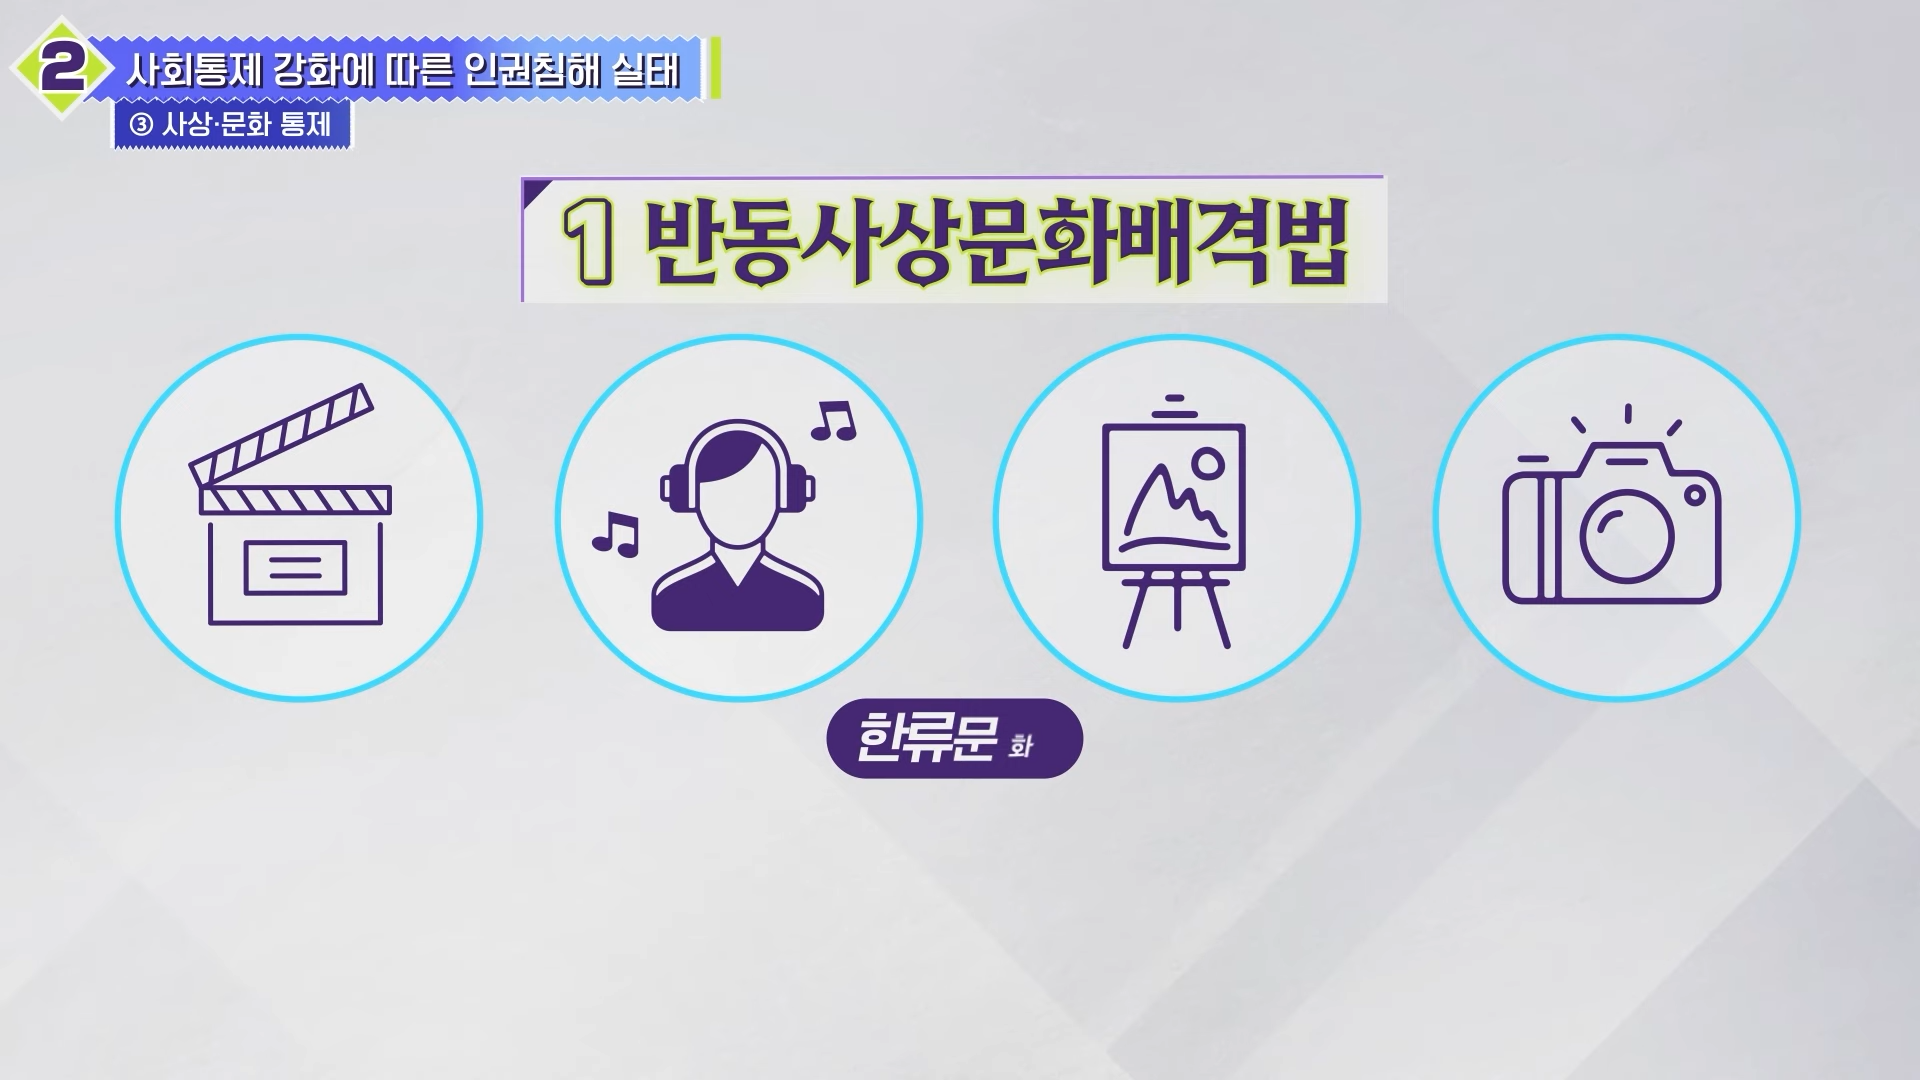 2 사회통제 강화에 따른 인권침해 실태
③ 사상·문화 통제
1 반동사상문화배격법
한류문화